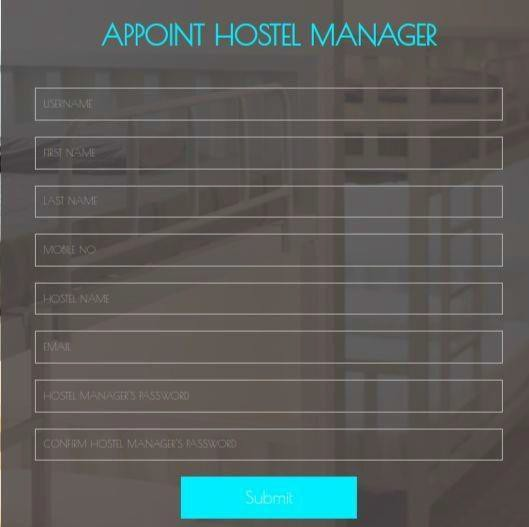 APPOINT HOSTEL MANAGER
USERNAME
FIRST NAME
LAST NAME
MOBILE NO
HOSTEL NAME
EMAIL
HOSTEL MANAGER'S PASSWORD
CONFIRM HOSTEL MANAGER'S PASSWORD
Submit